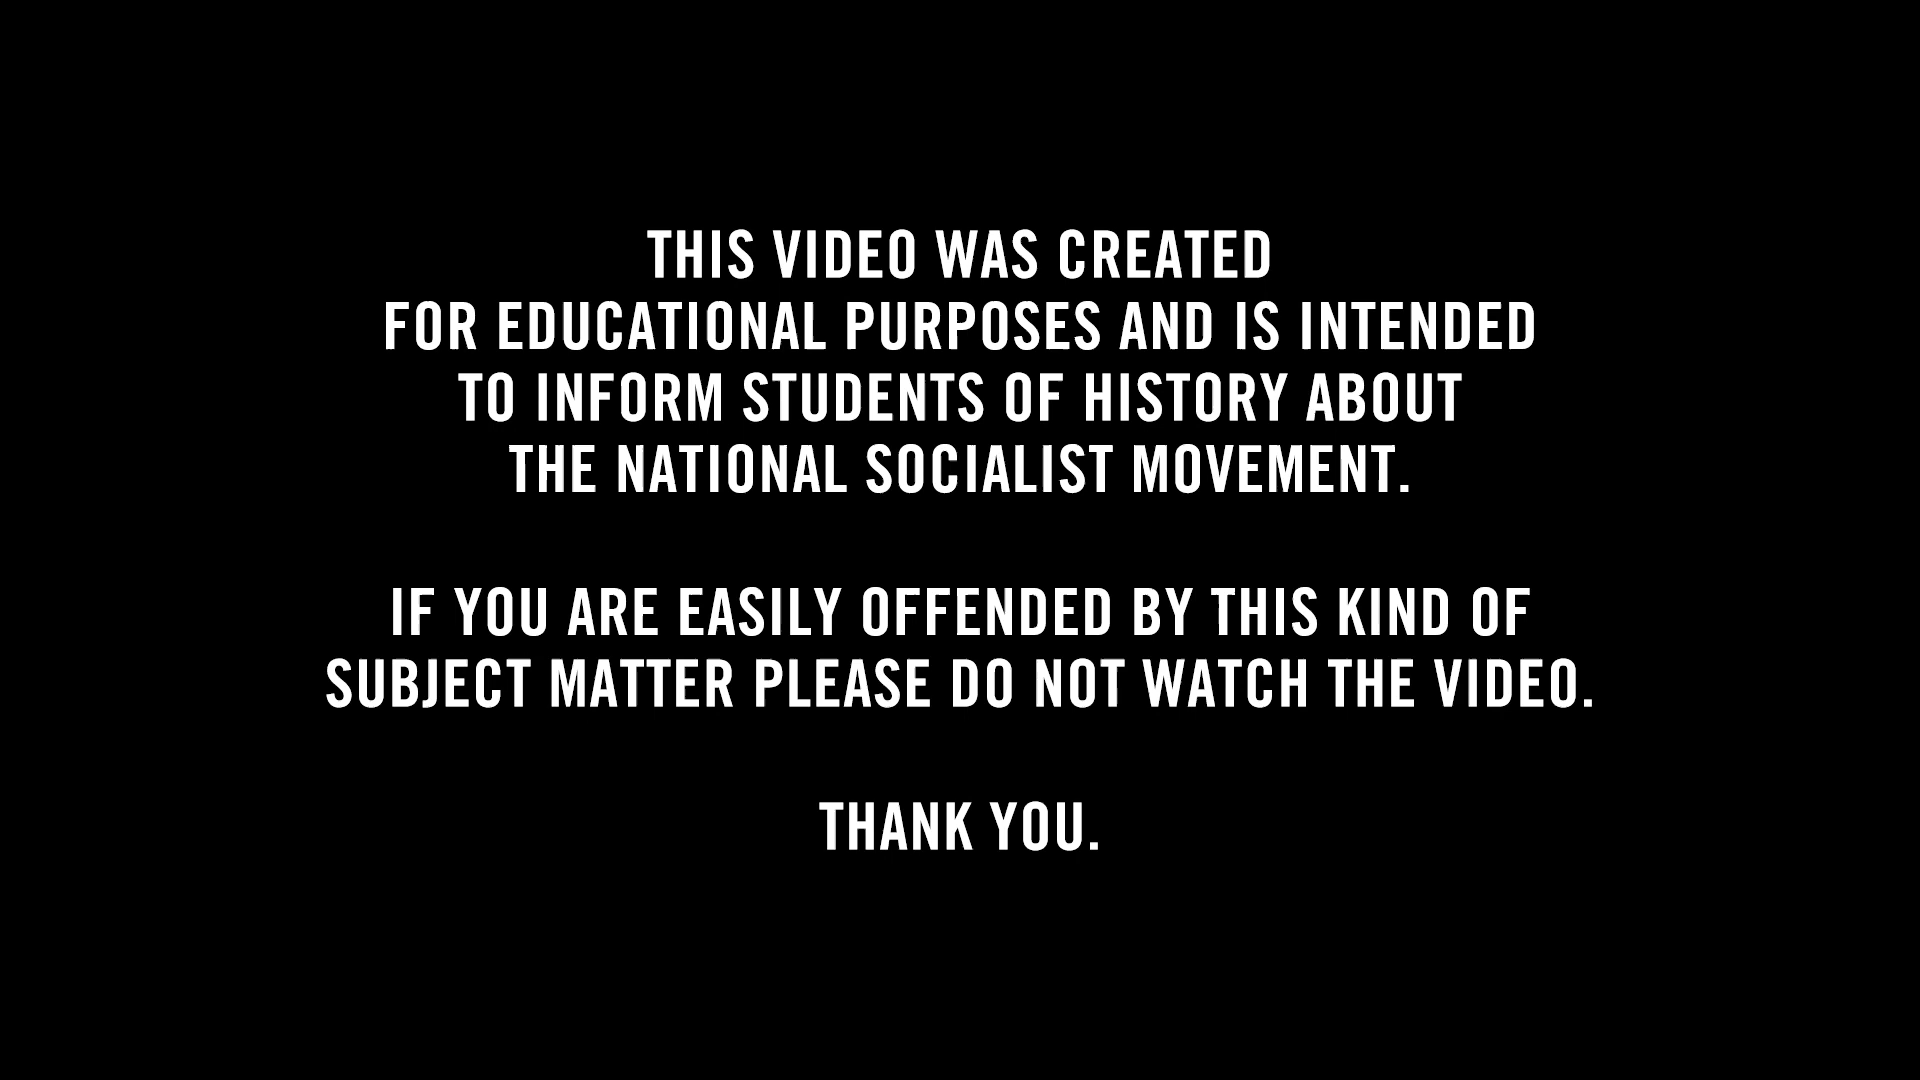 THIS VIDEO WAS CREATED
FOR EDUCATIONAL PURPOSES AND IS INTENDED
TO INFORM STUDENTS OF HISTORY ABOUT
THE NATIONAL SOCIALIST MOVEMENT.
IF YOU ARE EASILY OFFENDED BY THIS KIND OF
SUBJECT MATTER PLEASE DO NOT WATCH THE VIDEO.
THANK YOU.